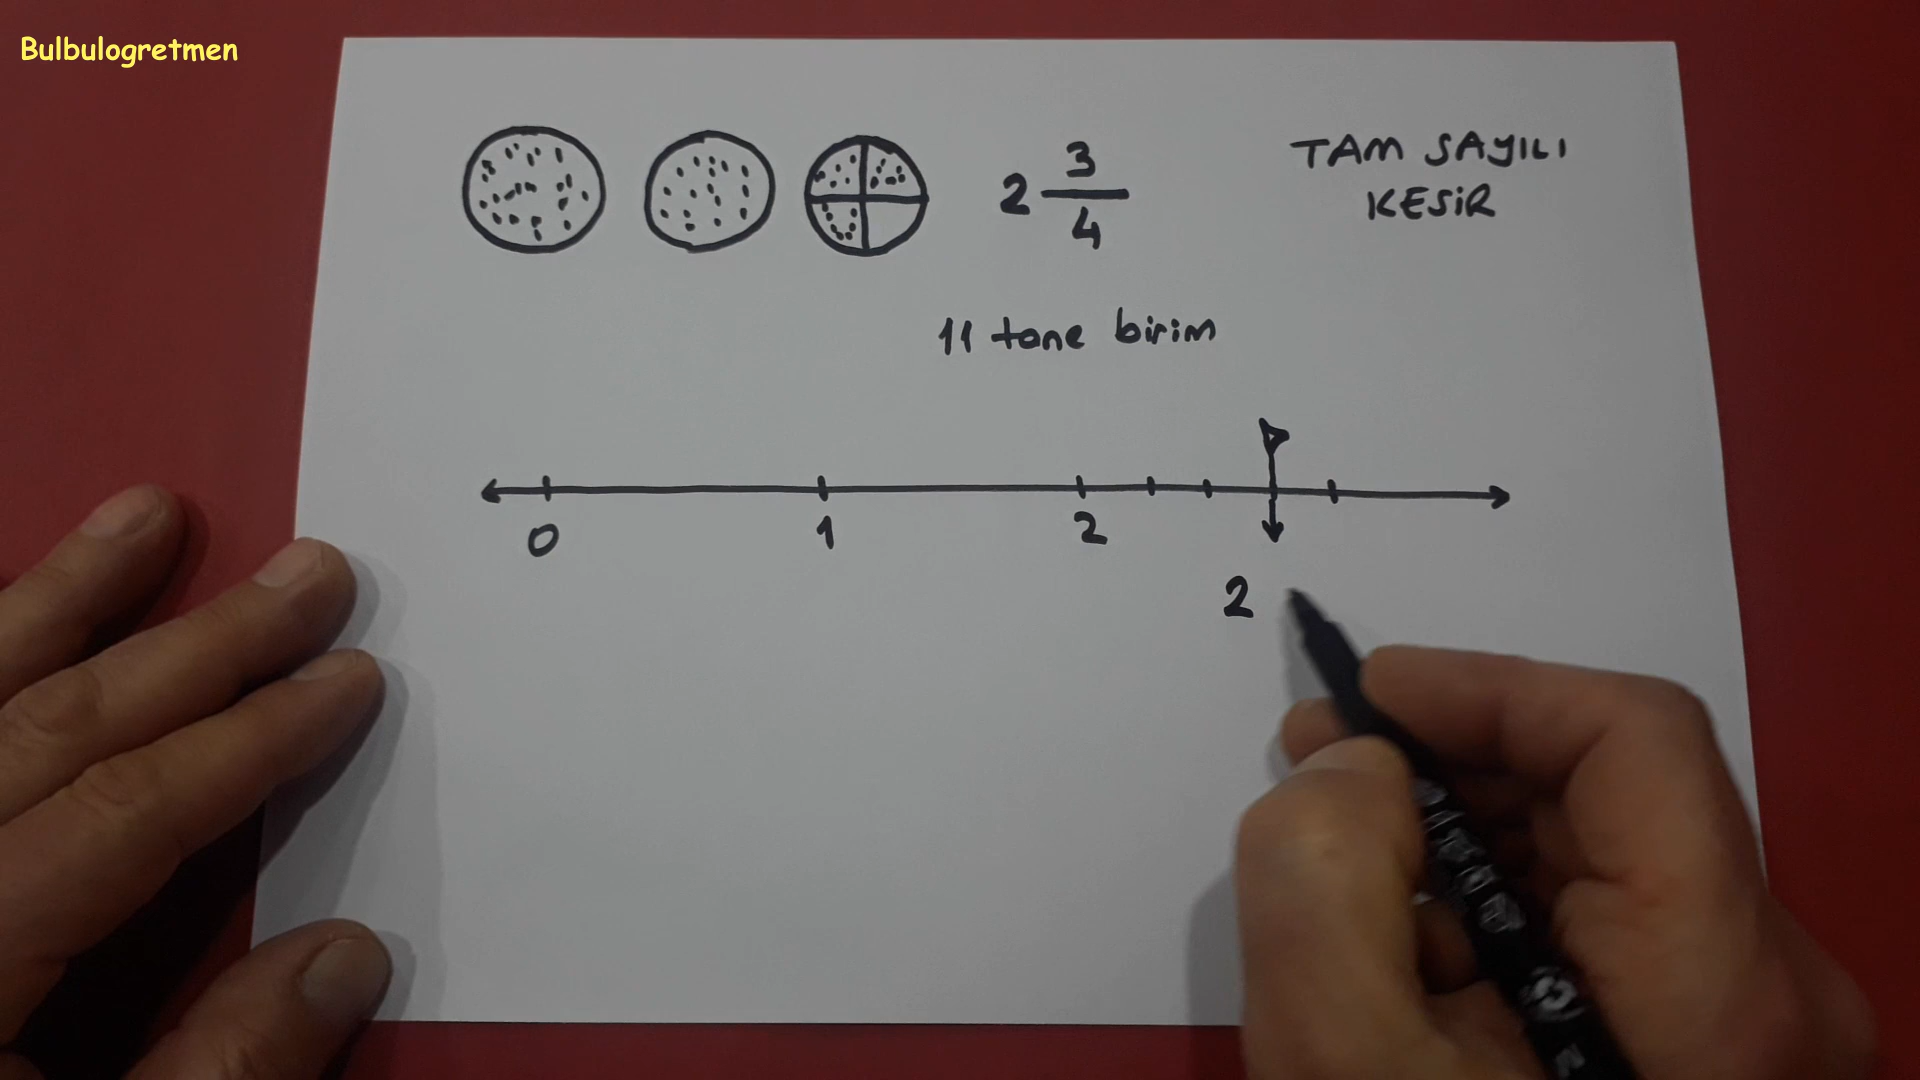 Bulbulogretmen
2 3/4
TAM SAYILI
KESİR
11 tane birim
0 1 2
2